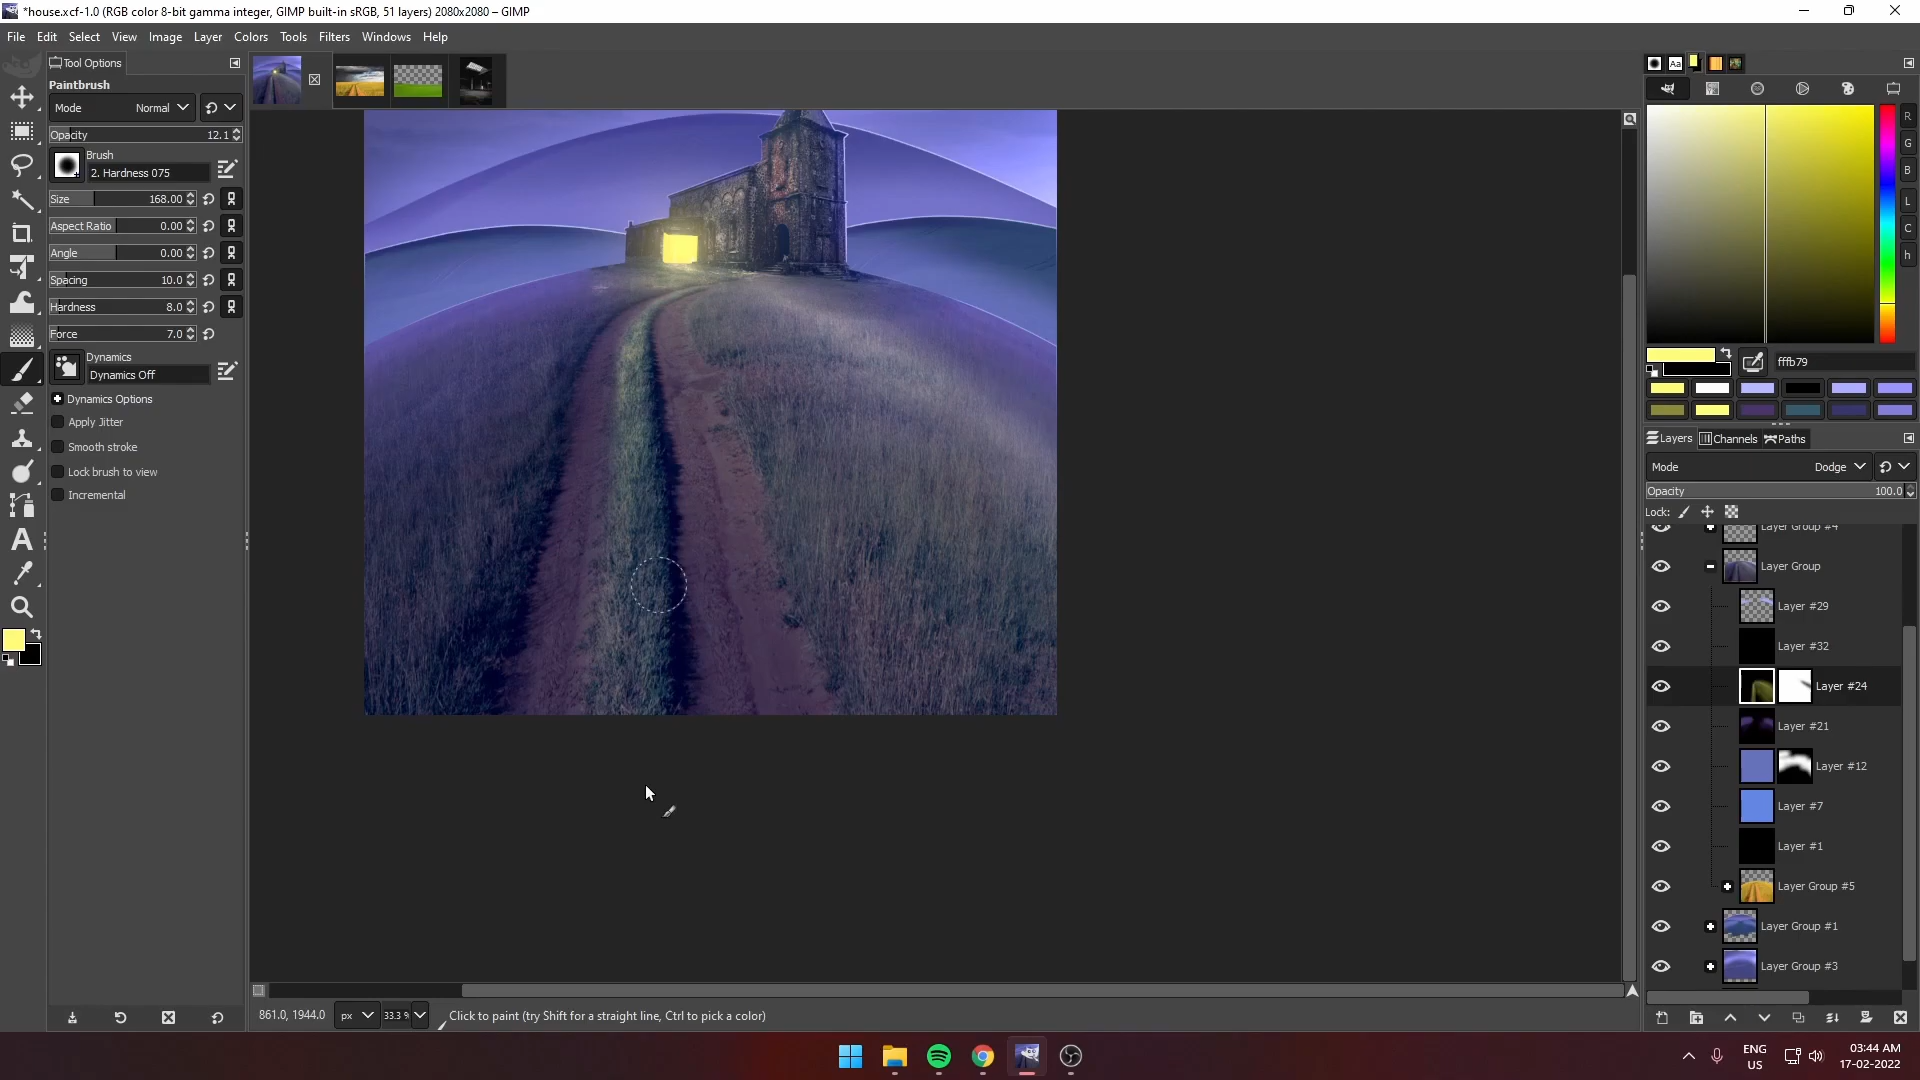 *house.xcf-1.0 (RGB color 8-bit gamma integer, GIMP built-in sRGB, 51 layers) 2080x2080 – GIMP
File Edit Select View Image Layer Colors Tools Filters Windows Help
Tool Options
Paintbrush
Mode Normal
Opacity 12.1
Brush
2. Hardness 075
Size 168.00
Aspect Ratio 0.00
Angle 0.00
Spacing 10.0
Hardness 8.0
Force 7.0
Dynamics
Dynamics Off
Dynamics Options
Apply Jitter
Smooth stroke
Lock brush to view
Incremental
Aa
R
G
B
L
C
h
fffb79
Layers Channels Paths
Mode Dodge
Opacity 100.0
Lock:
Layer Group #4
Layer Group
Layer #29
Layer #32
Layer #24
Layer #21
Layer #12
Layer #7
Layer #1
Layer Group #5
Layer Group #1
Layer Group #3
861.0, 1944.0 px 33.3 % Click to paint (try Shift for a straight line, Ctrl to pick a color)
ENG
US
03:44 AM
17-02-2022